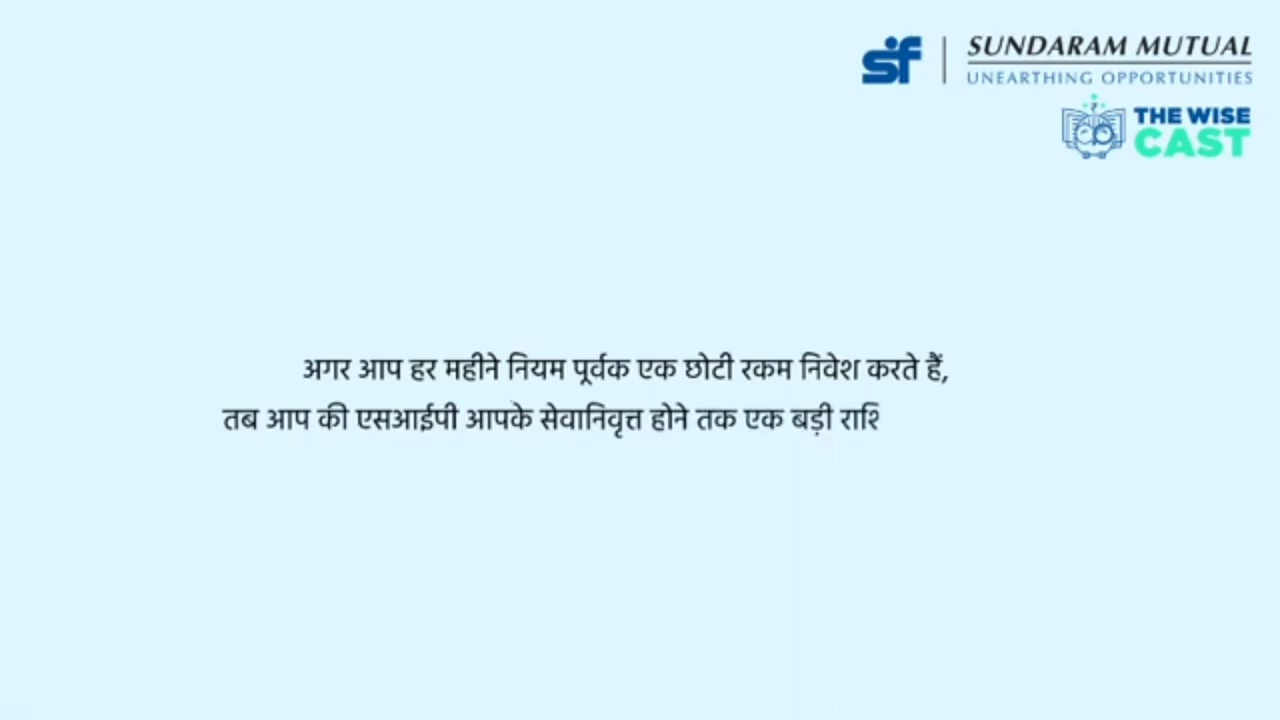 sf
SUNDARAM MUTUAL
UNEARTHING OPPORTUNITIES
THE WISE
CAST
अगर आप हर महीने नियम पूर्वक एक छोटी रकम निवेश करते हैं,
तब आप की एसआईपी आपके सेवानिवृत्त होने तक एक बड़ी राशि